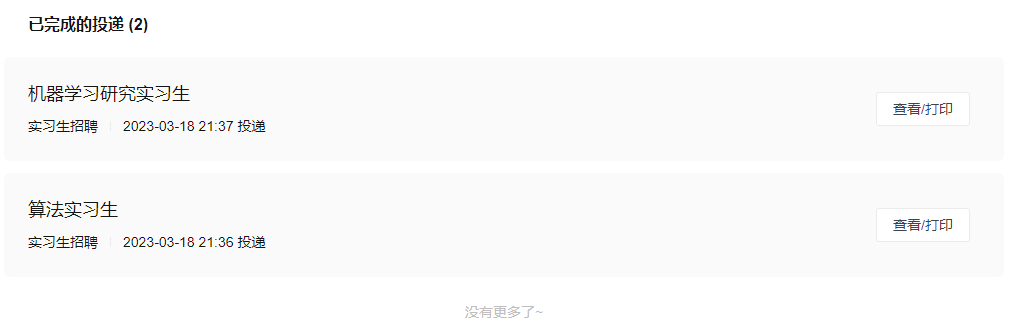 已完成的投递 (2)
机器学习研究实习生
实习生招聘 2023-03-18 21:37 投递
查看/打印
算法实习生
实习生招聘 2023-03-18 21:36 投递
查看/打印
没有更多了~